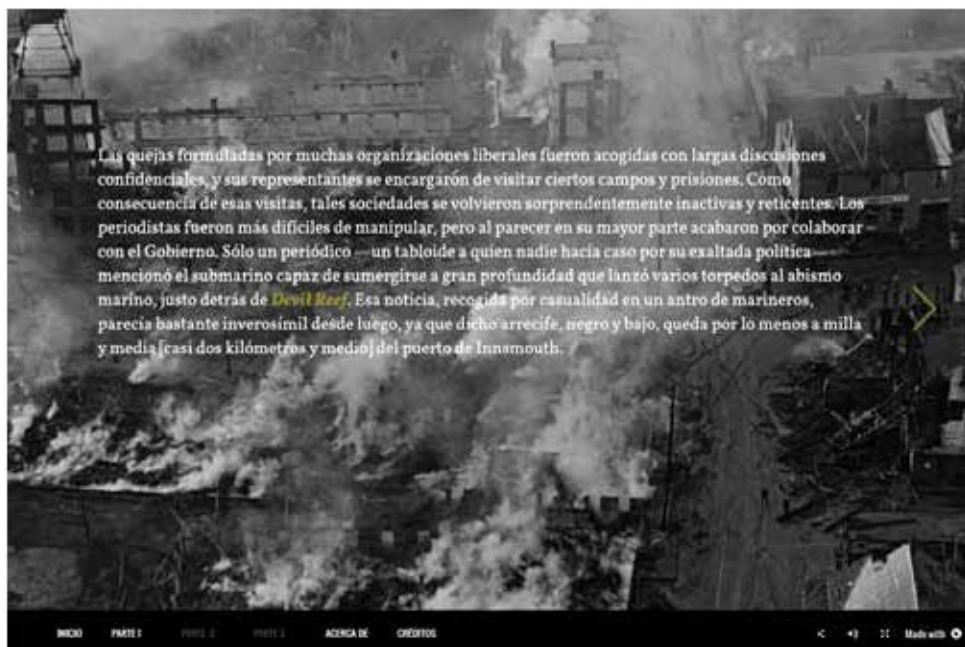 Las quejas formuladas por muchas organizaciones liberales fueron acogidas con largas discusiones
confidenciales, y sus representantes se encargarón de visitar ciertos campos y prisiones. Como
consecuencia de esas visitas, tales sociedades se volvieron sorprendentemente inactivas y reticentes. Los
periodistas fueron más difíciles de manipular, pero al parecer en su mayor parte acabaron por colaborar
con el Gobierno. Sólo un periódico —un tabloide a quien nadie hacía caso por su exaltada política—
mencionó el submarino capaz de sumergirse a gran profundidad que lanzó varios torpedos al abismo
marino, justo detrás de Devil Reef. Esa noticia, recogida por casualidad en un antro de marineros,
parecía bastante inverosímil desde luego, ya que dicho arrecife, negro y bajo, queda por lo menos a milla
y media [casi dos kilómetros y medio] del puerto de Innsmouth.
INICIO PARTE 1 PARTE 2 PARTE 3 ACERCA DE CRÉDITOS Made with